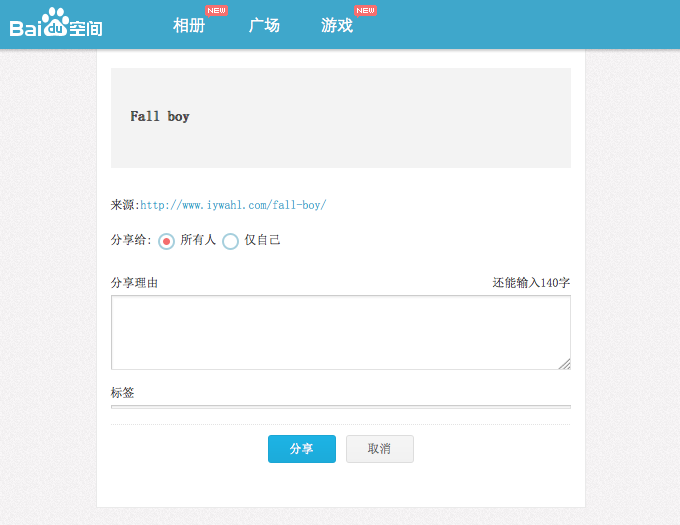 Bai du 空间
相册 NEW 广场 游戏 NEW
Fall boy
来源:http://www.iywahl.com/fall-boy/
分享给: 所有人 仅自己
分享理由 还能输入140字
标签
分享 取消